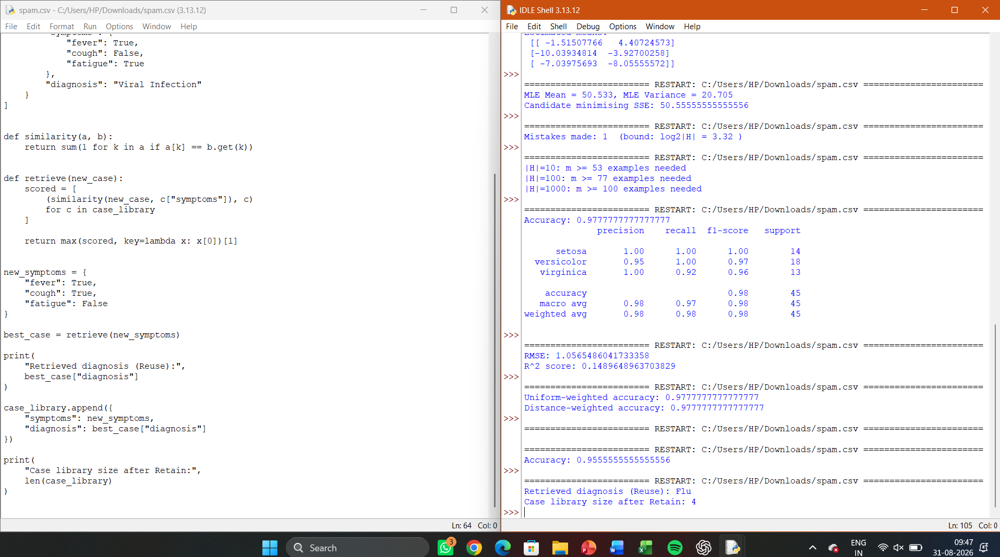 spam.csv - C:/Users/HP/Downloads/spam.csv (3.13.12)
File Edit Format Run Options Window Help
"symptoms": {
"fever": True,
"cough": False,
"fatigue": True
},
"diagnosis": "Viral Infection"
}
]
def similarity(a, b):
return sum(1 for k in a if a[k] == b.get(k))
def retrieve(new_case):
scored = [
(similarity(new_case, c["symptoms"]), c)
for c in case_library
]
return max(scored, key=lambda x: x[0])[1]
new_symptoms = {
"fever": True,
"cough": True,
"fatigue": False
}
best_case = retrieve(new_symptoms)
print(
"Retrieved diagnosis (Reuse):",
best_case["diagnosis"]
)
case_library.append({
"symptoms": new_symptoms,
"diagnosis": best_case["diagnosis"]
})
print(
"Case library size after Retain:",
len(case_library)
)
Ln: 64 Col: 0
IDLE Shell 3.13.12
File Edit Shell Debug Options Window Help
Estimated means:
[[ -1.51507766 4.40724573]
[-10.03934814 -3.92700258]
[ -7.03975693 -8.05555572]]
>>>
======================== RESTART: C:/Users/HP/Downloads/spam.csv =======================
MLE Mean = 50.533, MLE Variance = 20.705
Candidate minimising SSE: 50.55555555555556
>>>
======================== RESTART: C:/Users/HP/Downloads/spam.csv =======================
Mistakes made: 1 (bound: log2|H| = 3.32 )
>>>
======================== RESTART: C:/Users/HP/Downloads/spam.csv =======================
|H|=10: m >= 53 examples needed
|H|=100: m >= 77 examples needed
|H|=1000: m >= 100 examples needed
>>>
======================== RESTART: C:/Users/HP/Downloads/spam.csv =======================
Accuracy: 0.9777777777777777
precision recall f1-score support
setosa 1.00 1.00 1.00 14
versicolor 0.95 1.00 0.97 18
virginica 1.00 0.92 0.96 13
accuracy 0.98 45
macro avg 0.98 0.97 0.98 45
weighted avg 0.98 0.98 0.98 45
>>>
======================== RESTART: C:/Users/HP/Downloads/spam.csv =======================
RMSE: 1.0565486041733358
R^2 score: 0.1489648963703829
>>>
======================== RESTART: C:/Users/HP/Downloads/spam.csv =======================
Uniform-weighted accuracy: 0.9777777777777777
Distance-weighted accuracy: 0.9777777777777777
>>>
======================== RESTART: C:/Users/HP/Downloads/spam.csv =======================
======================== RESTART: C:/Users/HP/Downloads/spam.csv =======================
Accuracy: 0.9555555555555556
>>>
======================== RESTART: C:/Users/HP/Downloads/spam.csv =======================
Retrieved diagnosis (Reuse): Flu
Case library size after Retain: 4
>>>
Ln: 105 Col: 0
Search
3
ENG
IN
09:47
31-08-2026